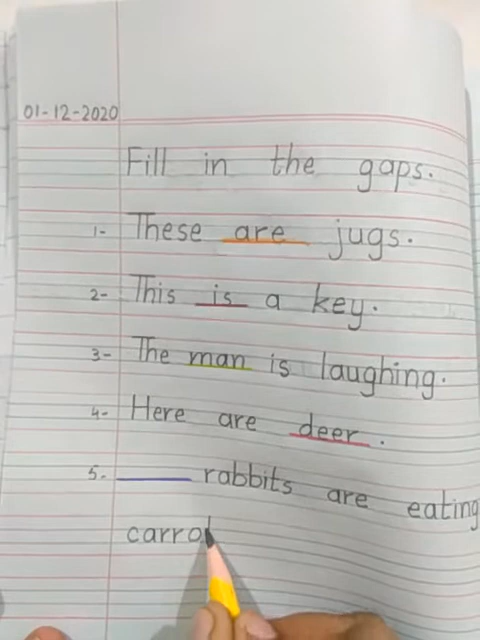 01-12-2020
Fill in the gaps.
1- These are jugs.
2- This is a key.
3- The man is laughing.
4- Here are deer.
5- ____ rabbits are eating
carrot